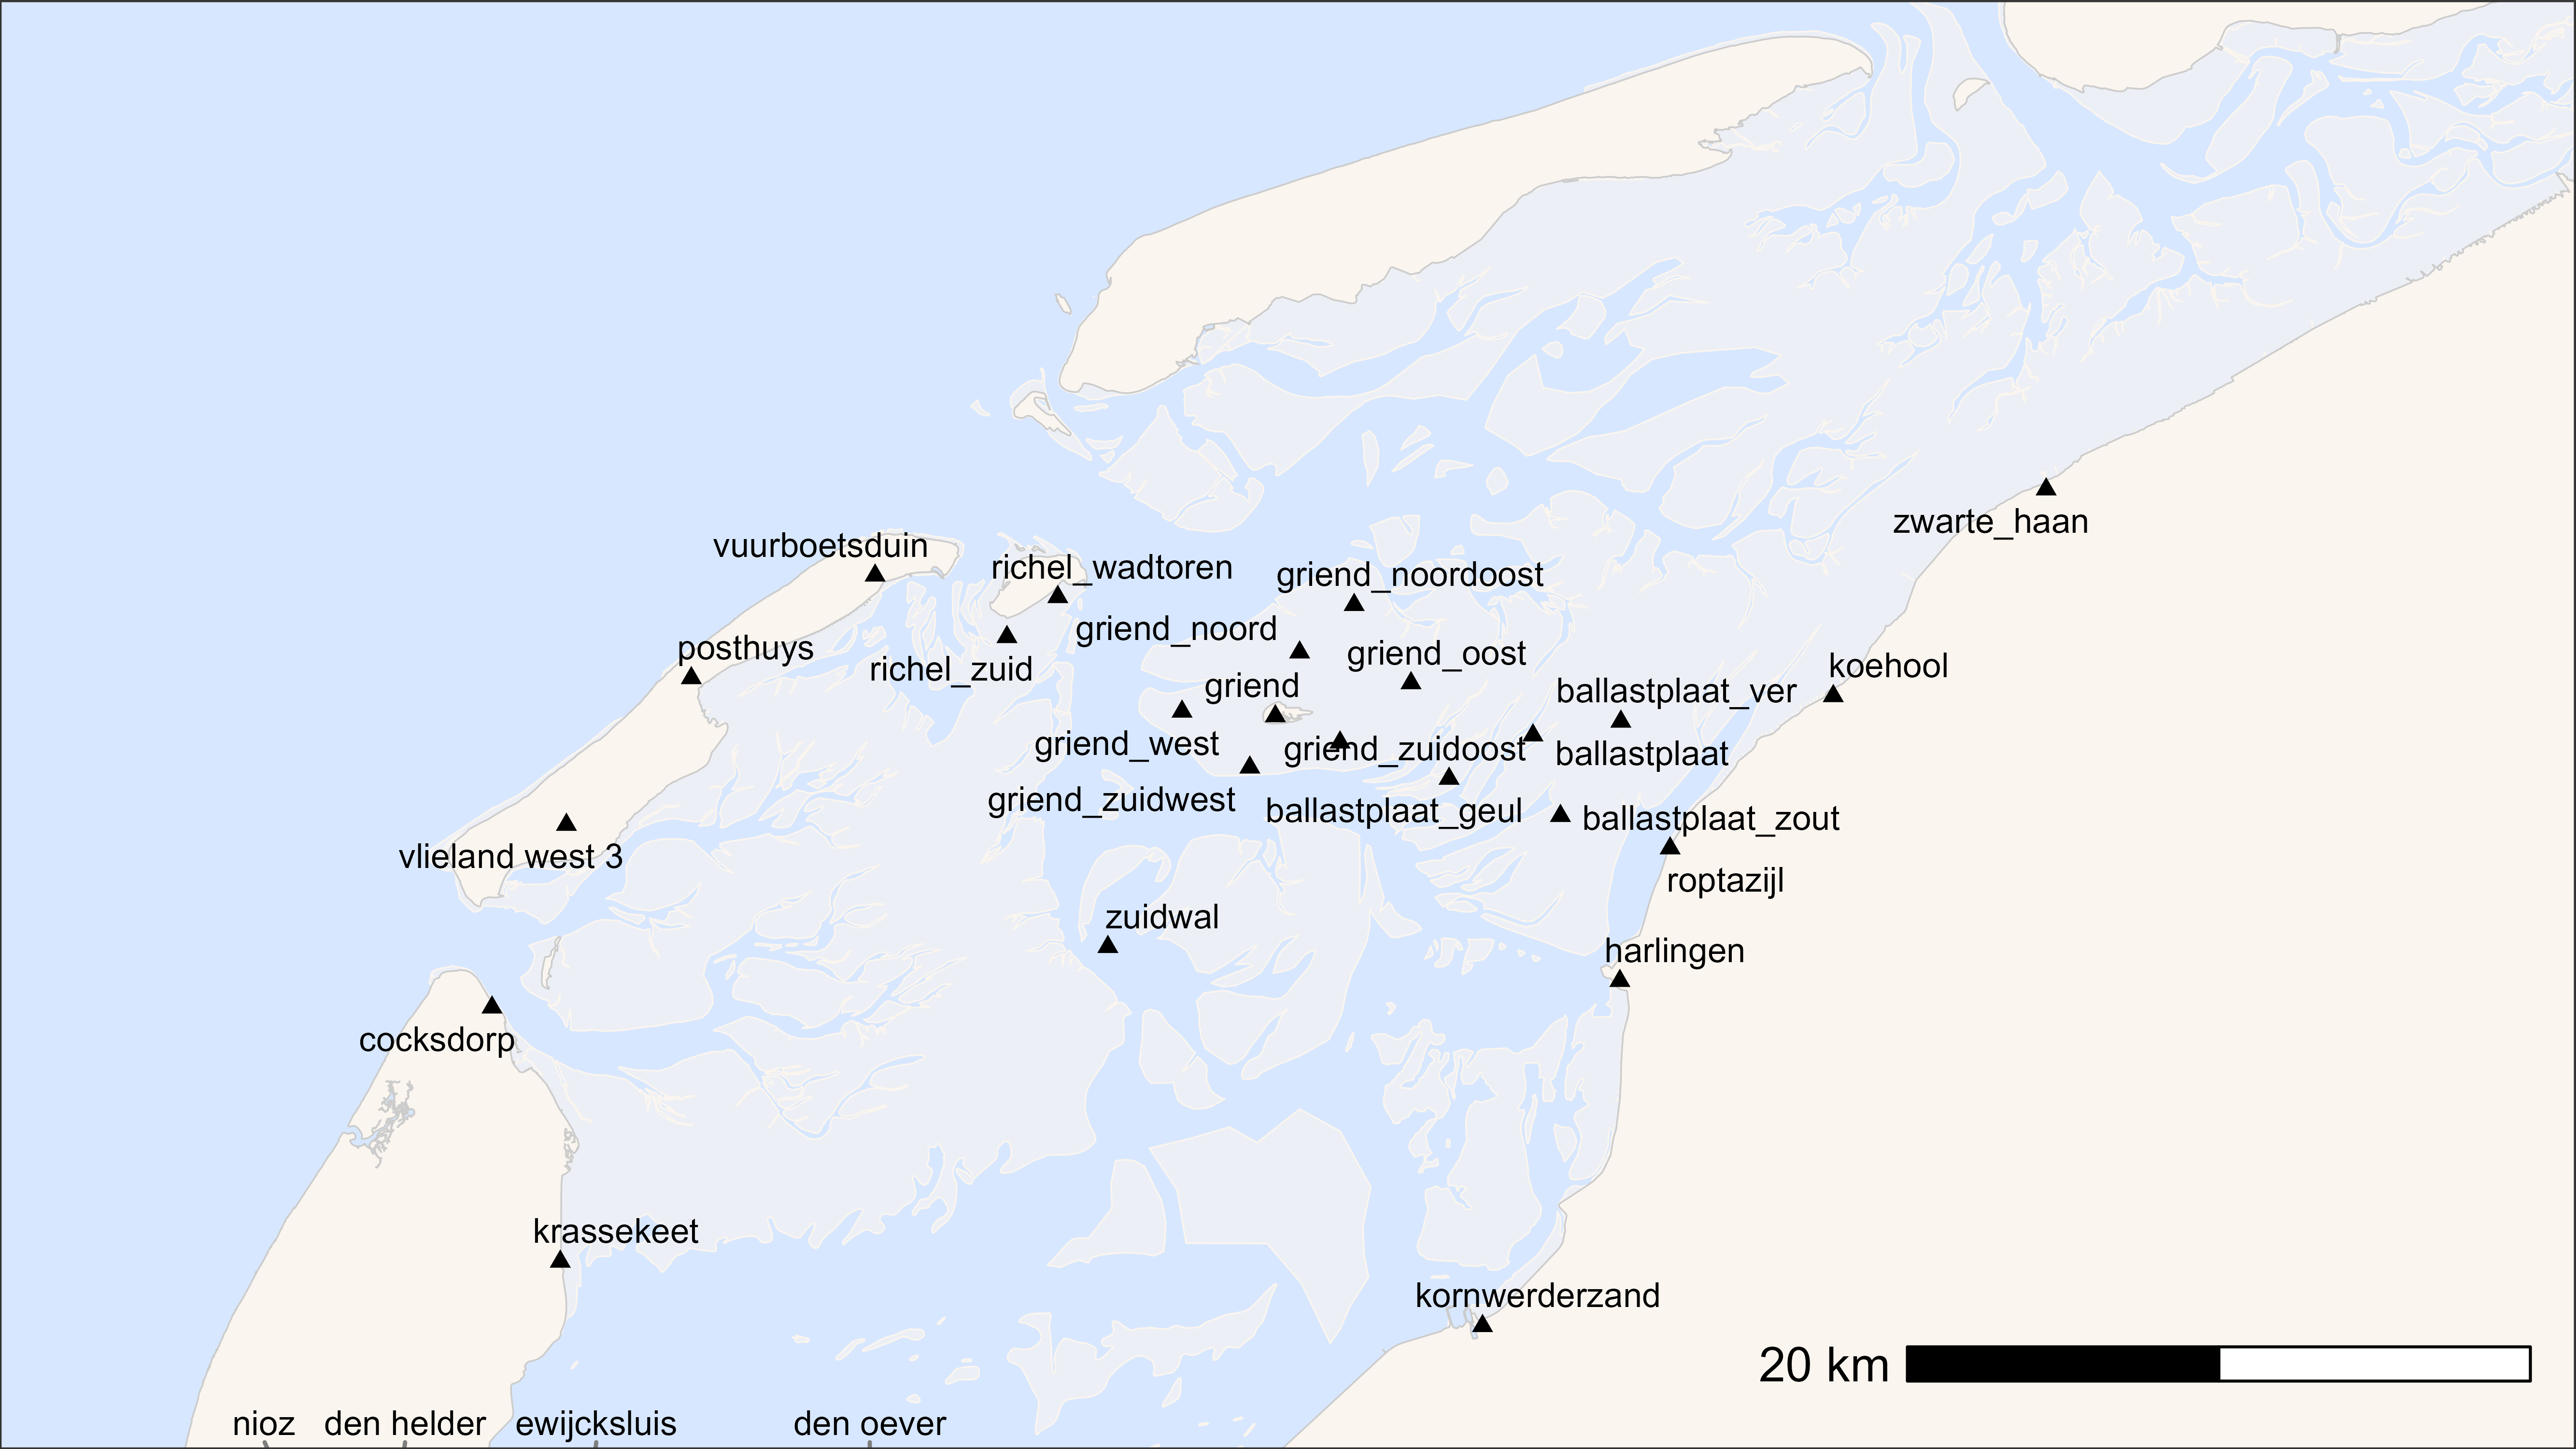 zwarte_haan
vuurboetsduin
richel_wadtoren
griend_noordoost
griend_noord
posthuys
griend_oost
richel_zuid
koehool
griend
ballastplaat_ver
griend_west
griend_zuidoost
ballastplaat
griend_zuidwest
ballastplaat_geul
ballastplaat_zout
vlieland west 3
roptazijl
zuidwal
harlingen
cocksdorp
krassekeet
kornwerderzand
20 km
nioz
den helder
ewijcksluis
den oever